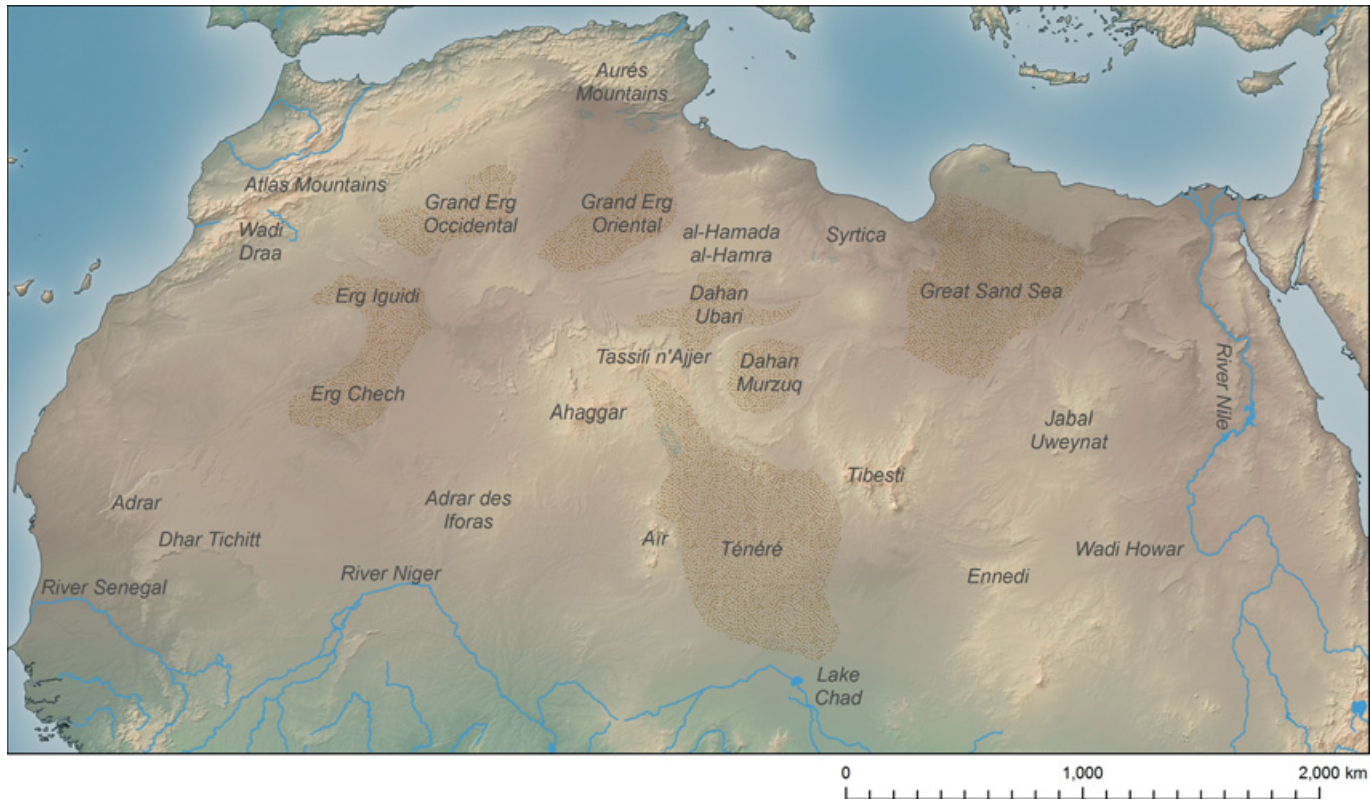 Aurés
Mountains
Atlas Mountains
Grand Erg
Occidental
Grand Erg
Oriental
Wadi
Draa
al-Hamada
al-Hamra
Syrtica
Erg Iguidi
Dahan
Ubari
Great Sand Sea
Tassili n'Ajjer
Dahan
Murzuq
River Nile
Erg Chech
Ahaggar
Jabal
Uweynat
Tibesti
Adrar
Adrar des
Iforas
Dhar Tichitt
Aïr
Ténéré
Wadi Howar
River Senegal
River Niger
Ennedi
Lake
Chad
0
1,000
2,000 km